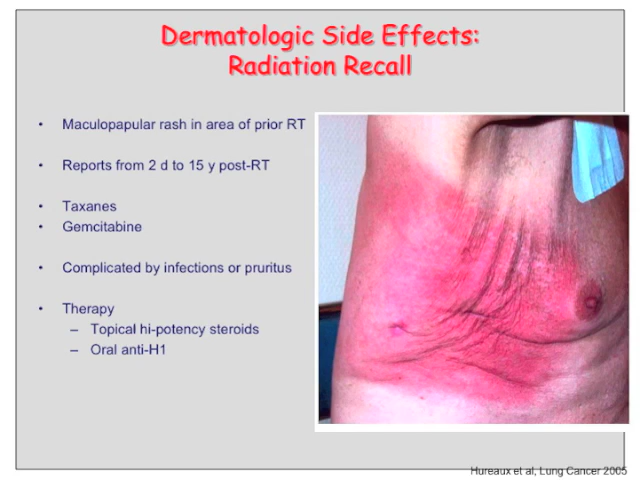 Dermatologic Side Effects:
Radiation Recall
• Maculopapular rash in area of prior RT
• Reports from 2 d to 15 y post-RT
• Taxanes
• Gemcitabine
• Complicated by infections or pruritus
• Therapy
– Topical hi-potency steroids
– Oral anti-H1
Hureaux et al, Lung Cancer 2005